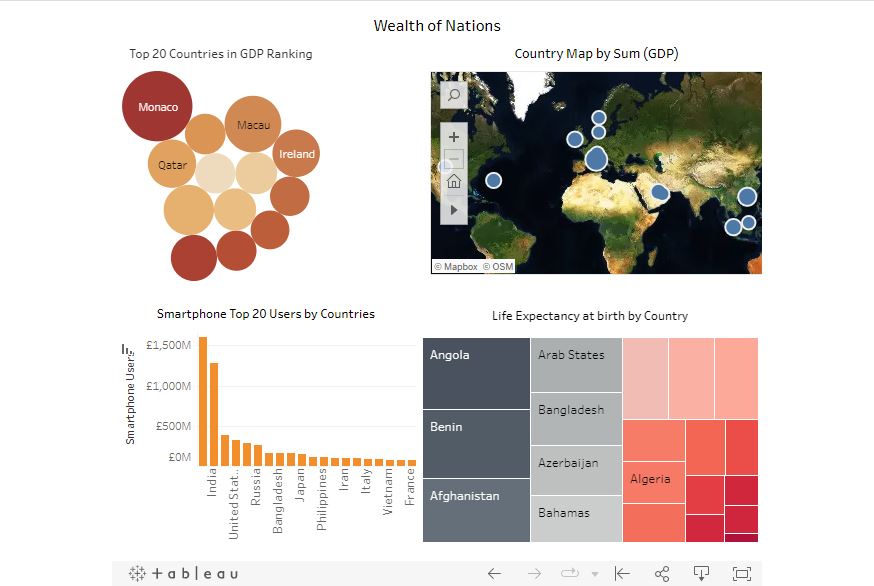 Wealth of Nations
Top 20 Countries in GDP Ranking
Monaco
Macau
Ireland
Qatar
Country Map by Sum (GDP)
© Mapbox © OSM
Smartphone Top 20 Users by Countries
Smartphone Users
£1,500M
£1,000M
£500M
£0M
India
United Stat..
Russia
Bangladesh
Japan
Philippines
Iran
Italy
Vietnam
France
Life Expectancy at birth by Country
Angola
Benin
Afghanistan
Arab States
Bangladesh
Azerbaijan
Bahamas
Algeria
+ableau